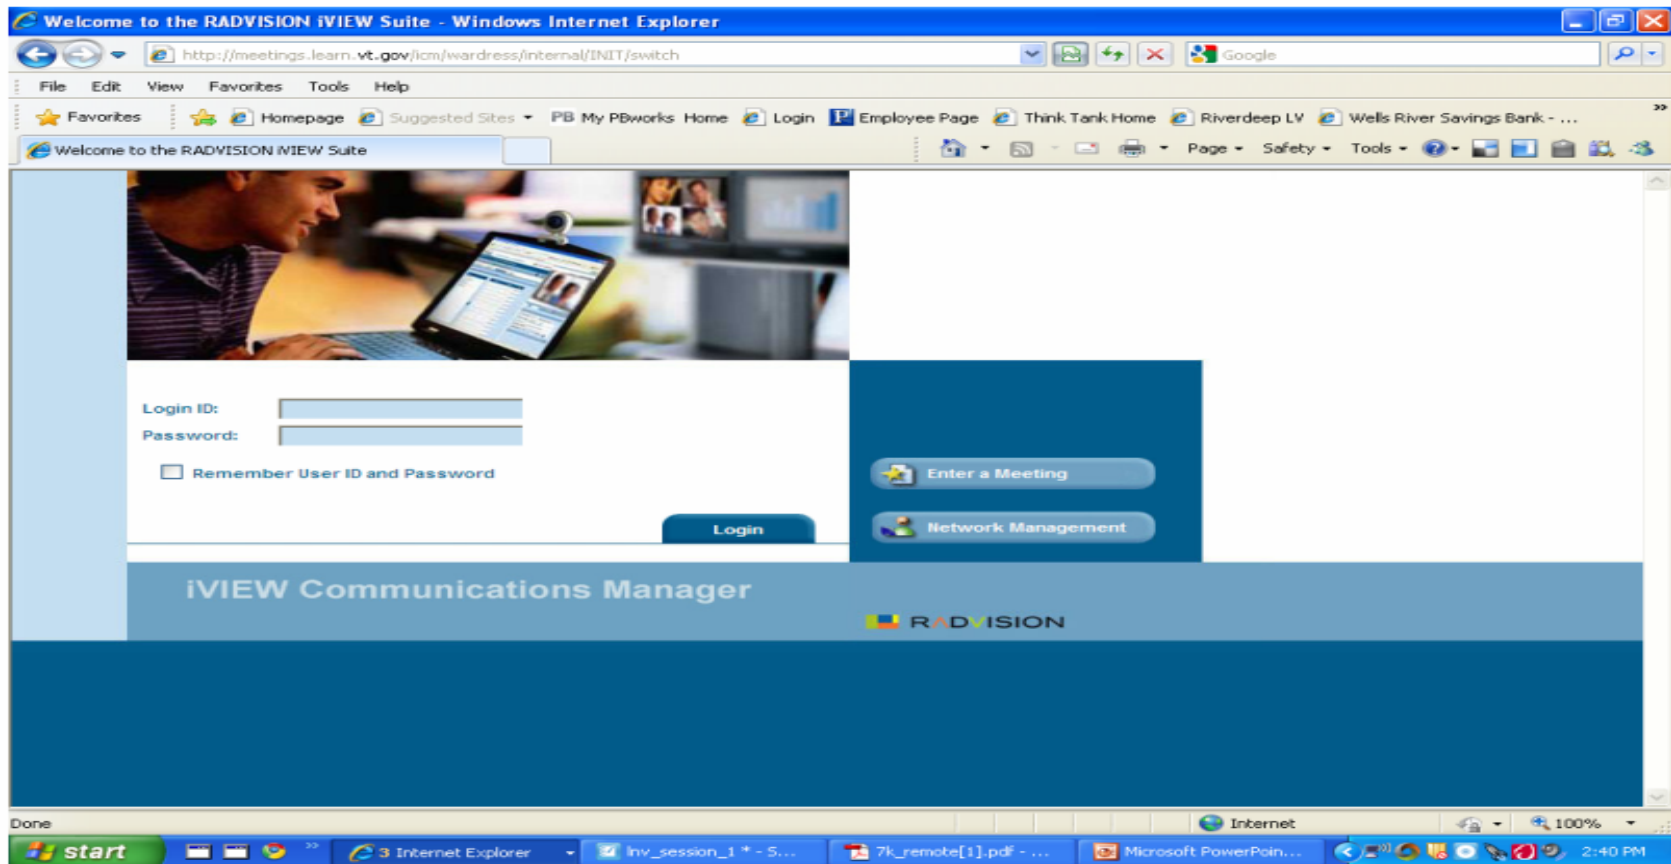 Welcome to the RADVISION iVIEW Suite - Windows Internet Explorer
http://meetings.learn.vt.gov/icm/wardress/internal/INIT/switch
Google
File Edit View Favorites Tools Help
Favorites Homepage Suggested Sites PB My PBworks Home Login Employee Page Think Tank Home Riverdeep LV Wells River Savings Bank - ... »
Welcome to the RADVISION iVIEW Suite
Page Safety Tools
Login ID:
Password:
Remember User ID and Password
Enter a Meeting
Login
Network Management
iVIEW Communications Manager
RADVISION
Done Internet 100%
start » 3 Internet Explorer Inv_session_1 * - S... 7k_remote[1].pdf - ... Microsoft PowerPoin... 2:40 PM